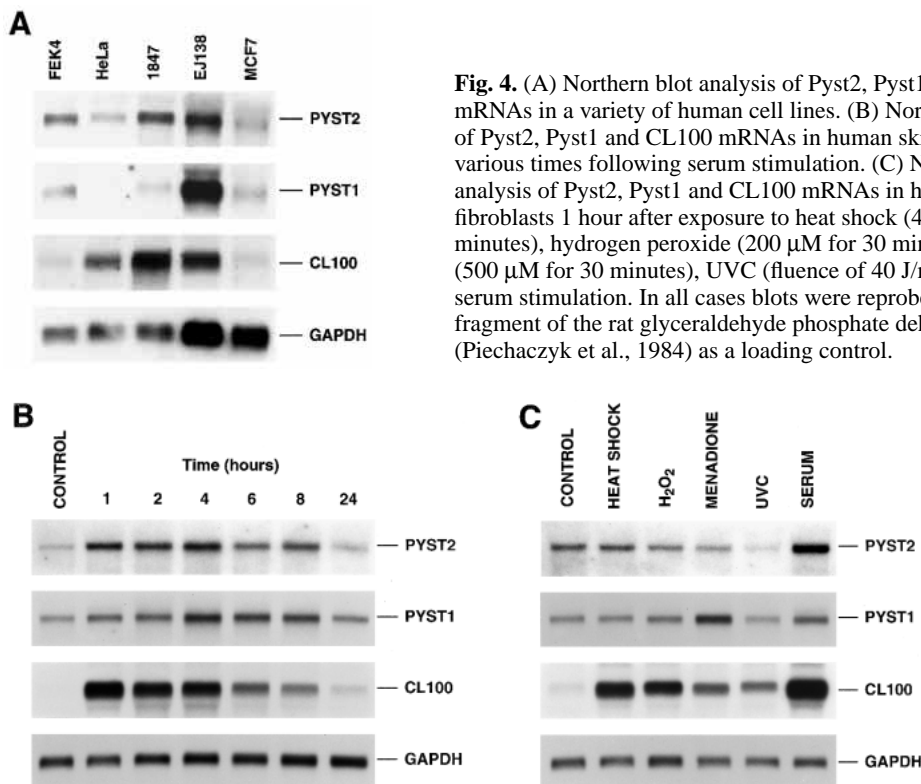 A
FEK4 HeLa 1847 EJ138 MCF7
PYST2
PYST1
CL100
GAPDH
Fig. 4. (A) Northern blot analysis of Pyst2, Pyst1
mRNAs in a variety of human cell lines. (B) Nor
of Pyst2, Pyst1 and CL100 mRNAs in human sk
various times following serum stimulation. (C) N
analysis of Pyst2, Pyst1 and CL100 mRNAs in h
fibroblasts 1 hour after exposure to heat shock (4
minutes), hydrogen peroxide (200 µM for 30 min
(500 µM for 30 minutes), UVC (fluence of 40 J/
serum stimulation. In all cases blots were reprobe
fragment of the rat glyceraldehyde phosphate del
(Piechaczyk et al., 1984) as a loading control.
B
CONTROL Time (hours)
1 2 4 6 8 24
PYST2
PYST1
CL100
GAPDH
C
CONTROL HEAT SHOCK H₂O₂ MENADIONE UVC SERUM
PYST2
PYST1
CL100
GAPDH